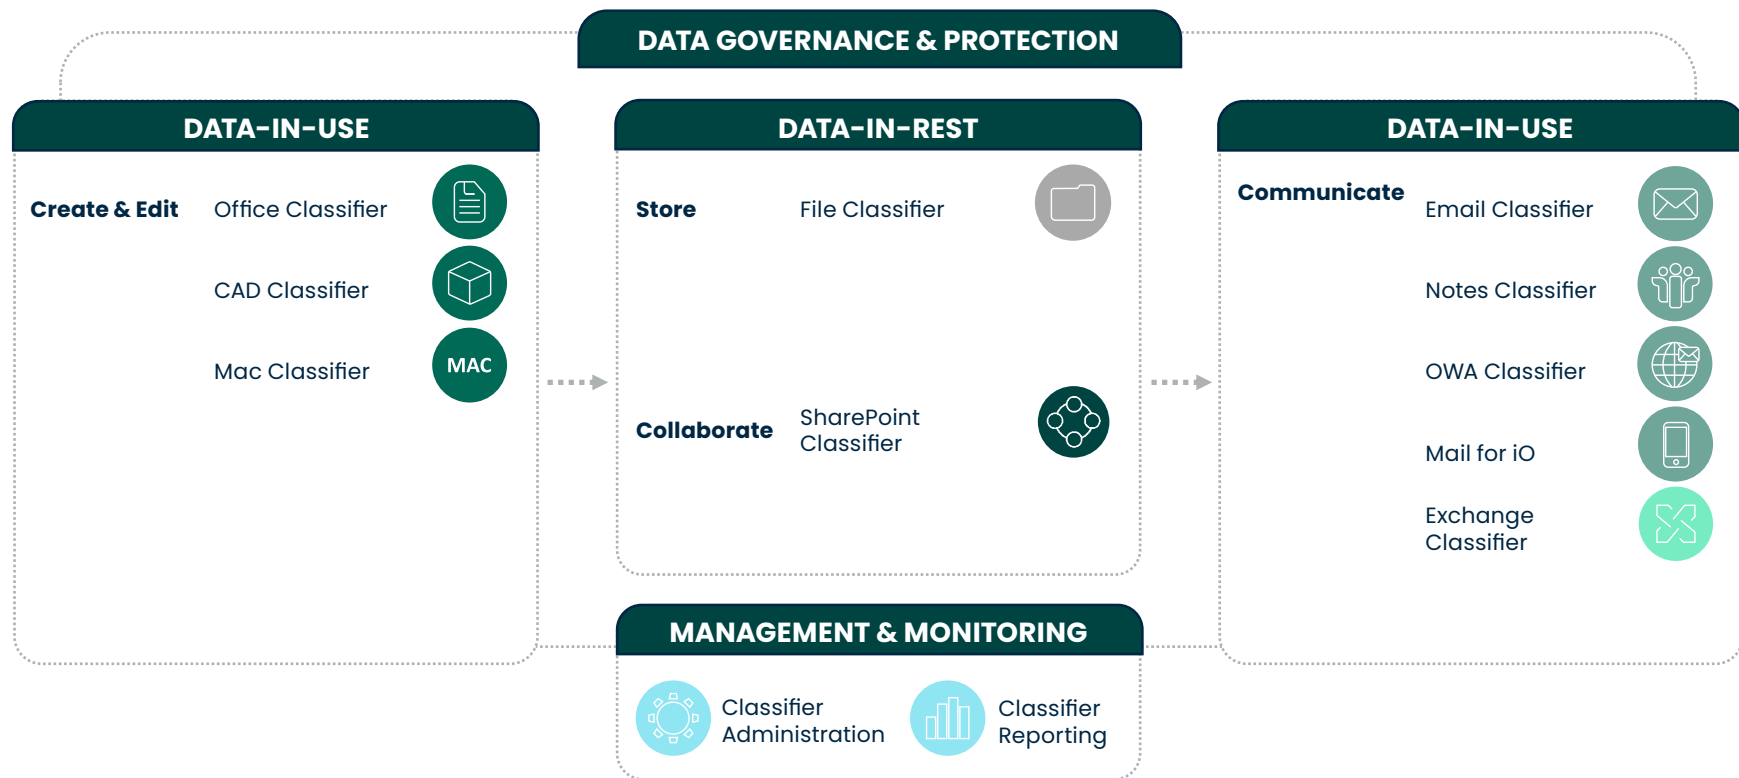 DATA GOVERNANCE & PROTECTION
DATA-IN-USE
Create & Edit
Office Classifier
CAD Classifier
Mac Classifier
MAC
DATA-IN-REST
Store
File Classifier
Collaborate
SharePoint
Classifier
DATA-IN-USE
Communicate
Email Classifier
Notes Classifier
OWA Classifier
Mail for iO
Exchange
Classifier
MANAGEMENT & MONITORING
Classifier
Administration
Classifier
Reporting